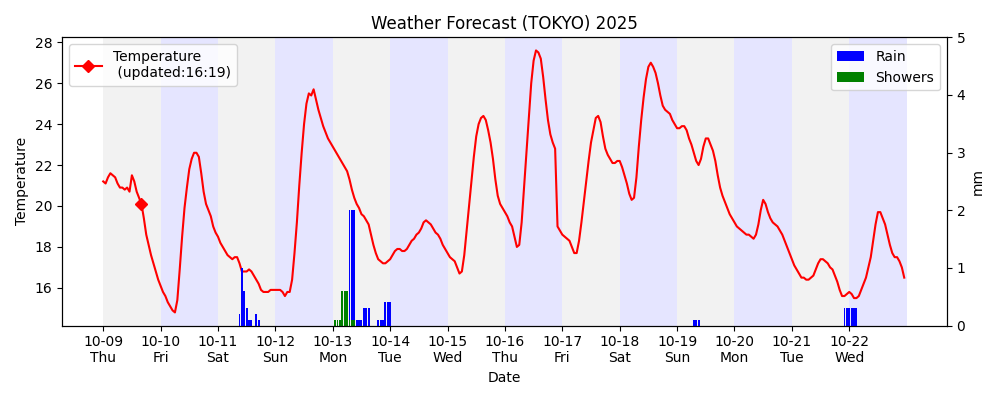 Weather Forecast (TOKYO) 2025
Temperature
(updated:16:19)
Rain
Showers
Temperature
28
26
24
22
20
18
16
5
4
3
2
1
0
mm
10-09 10-10 10-11 10-12 10-13 10-14 10-15 10-16 10-17 10-18 10-19 10-20 10-21 10-22
Thu Fri Sat Sun Mon Tue Wed Thu Fri Sat Sun Mon Tue Wed
Date